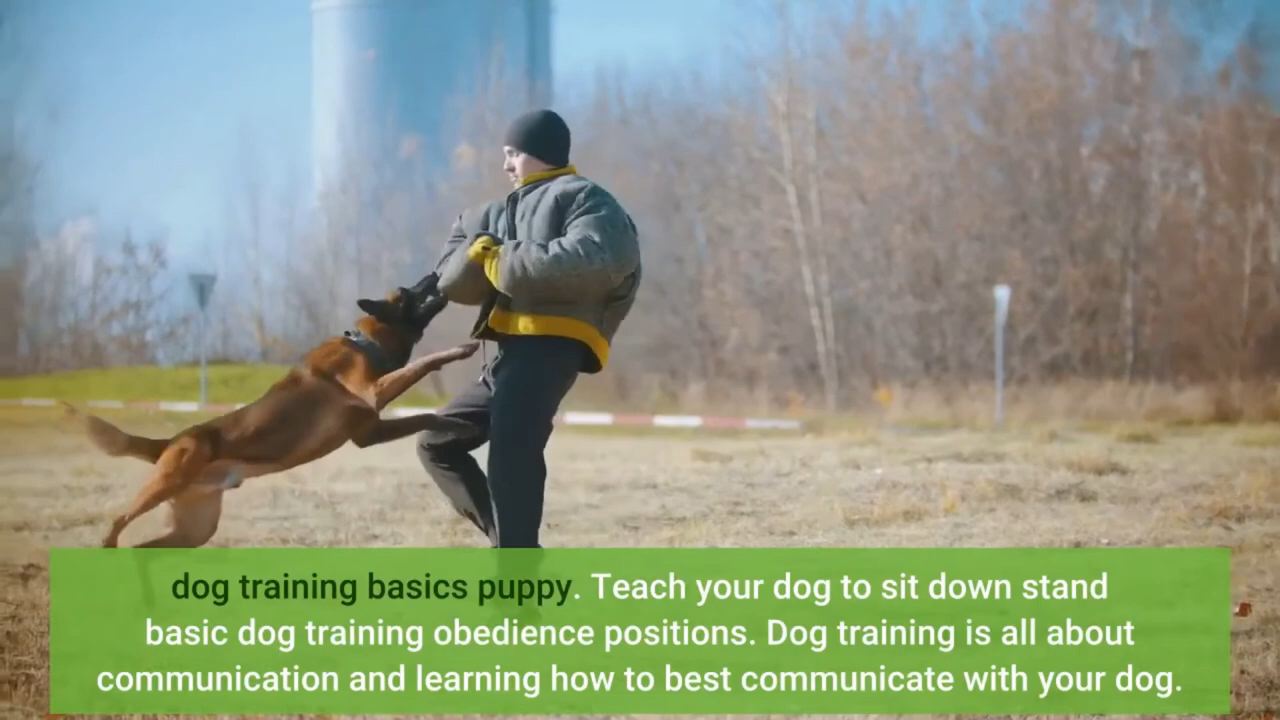 dog training basics puppy. Teach your dog to sit down stand
basic dog training obedience positions. Dog training is all about
communication and learning how to best communicate with your dog.